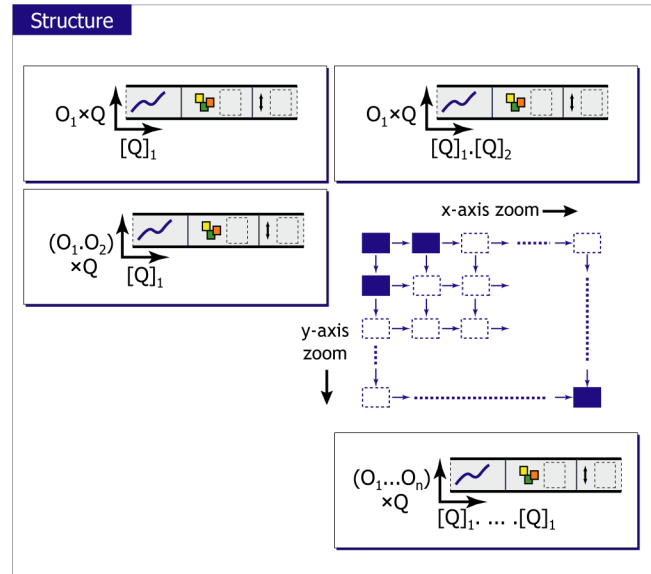 Structure
O₁×Q
[Q]₁
O₁×Q
[Q]₁.[Q]₂
(O₁.O₂)
×Q
[Q]₁
x-axis zoom
y-axis
zoom
(O₁...Oₙ)
×Q
[Q]₁. ... .[Q]₁